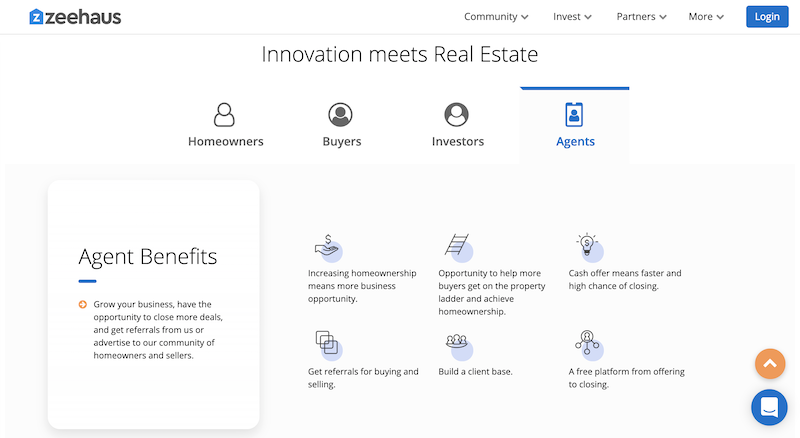 zeehaus
Community
Invest
Partners
More
Login
Innovation meets Real Estate
Homeowners
Buyers
Investors
Agents
Agent Benefits
Grow your business, have the
opportunity to close more deals,
and get referrals from us or
advertise to our community of
homeowners and sellers.
Increasing homeownership
means more business
opportunity.
Opportunity to help more
buyers get on the property
ladder and achieve
homeownership.
Cash offer means faster and
high chance of closing.
Get referrals for buying and
selling.
Build a client base.
A free platform from offering
to closing.